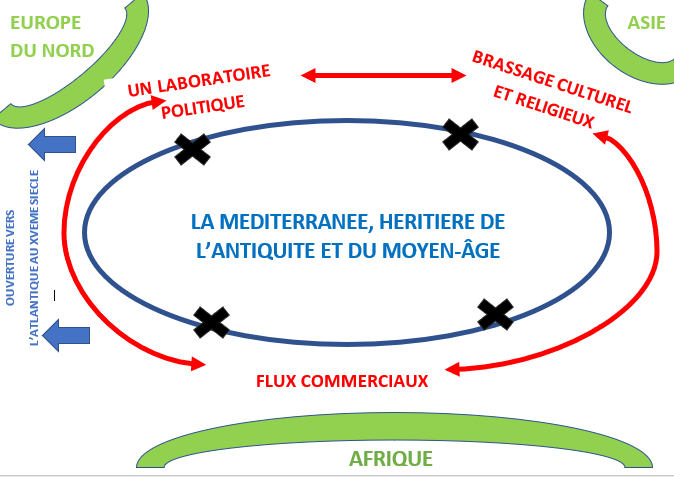 EUROPE
DU NORD
ASIE
UN LABORATOIRE
POLITIQUE
BRASSAGE CULTUREL
ET RELIGIEUX
OUVERTURE VERS
L'ATLANTIQUE AU XVEME SIECLE
LA MEDITERRANEE, HERITIERE DE
L'ANTIQUITE ET DU MOYEN-ÂGE
FLUX COMMERCIAUX
AFRIQUE